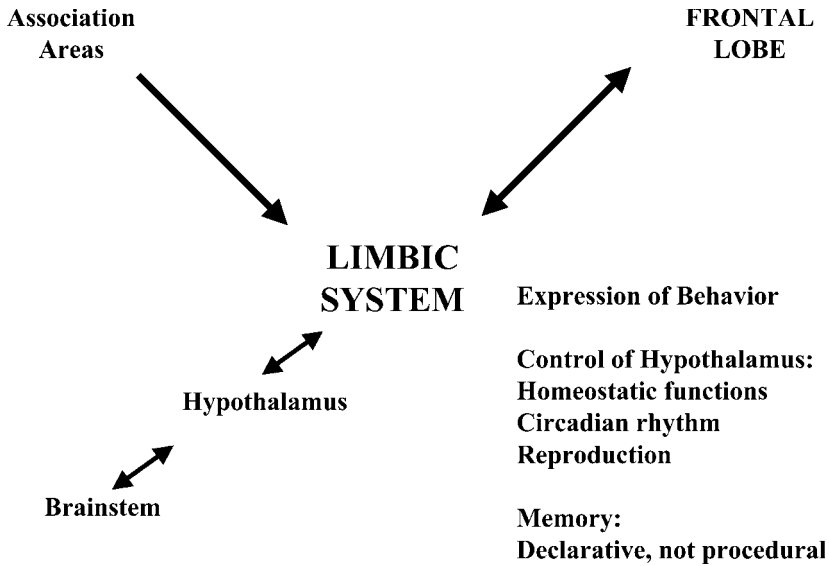 Association
Areas
FRONTAL
LOBE
LIMBIC
SYSTEM
Expression of Behavior
Control of Hypothalamus:
Homeostatic functions
Circadian rhythm
Reproduction
Hypothalamus
Brainstem
Memory:
Declarative, not procedural